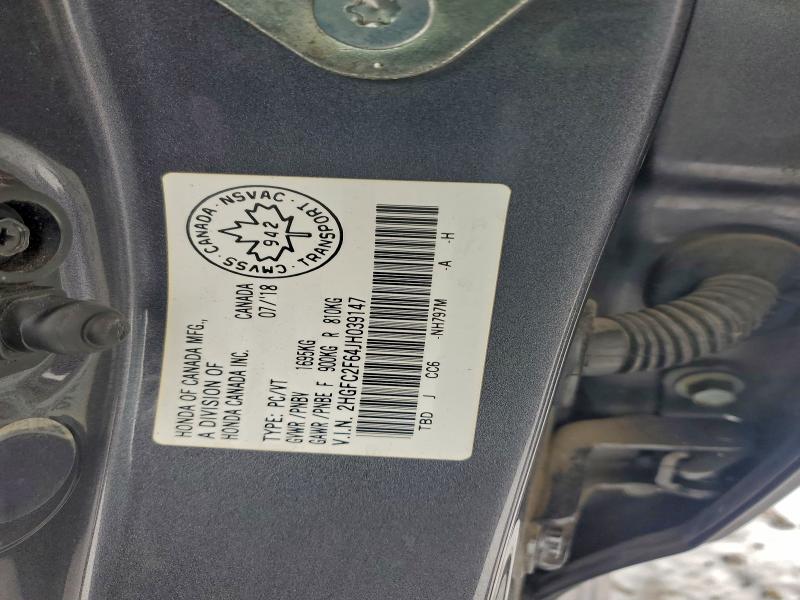 HONDA OF CANADA MFG.,
A DIVISION OF
HONDA CANADA INC.
CANADA
07/'18
CMVSS · CANADA · NSVAC · TRANSPORT
942
TYPE: PC/VT
GVWR/PNBV 1695KG
GAWR/PNBE F 900KG R 810KG
V.I.N. 2HGFC2F64JH039147
TBD J CC6 -NH797M -A -H